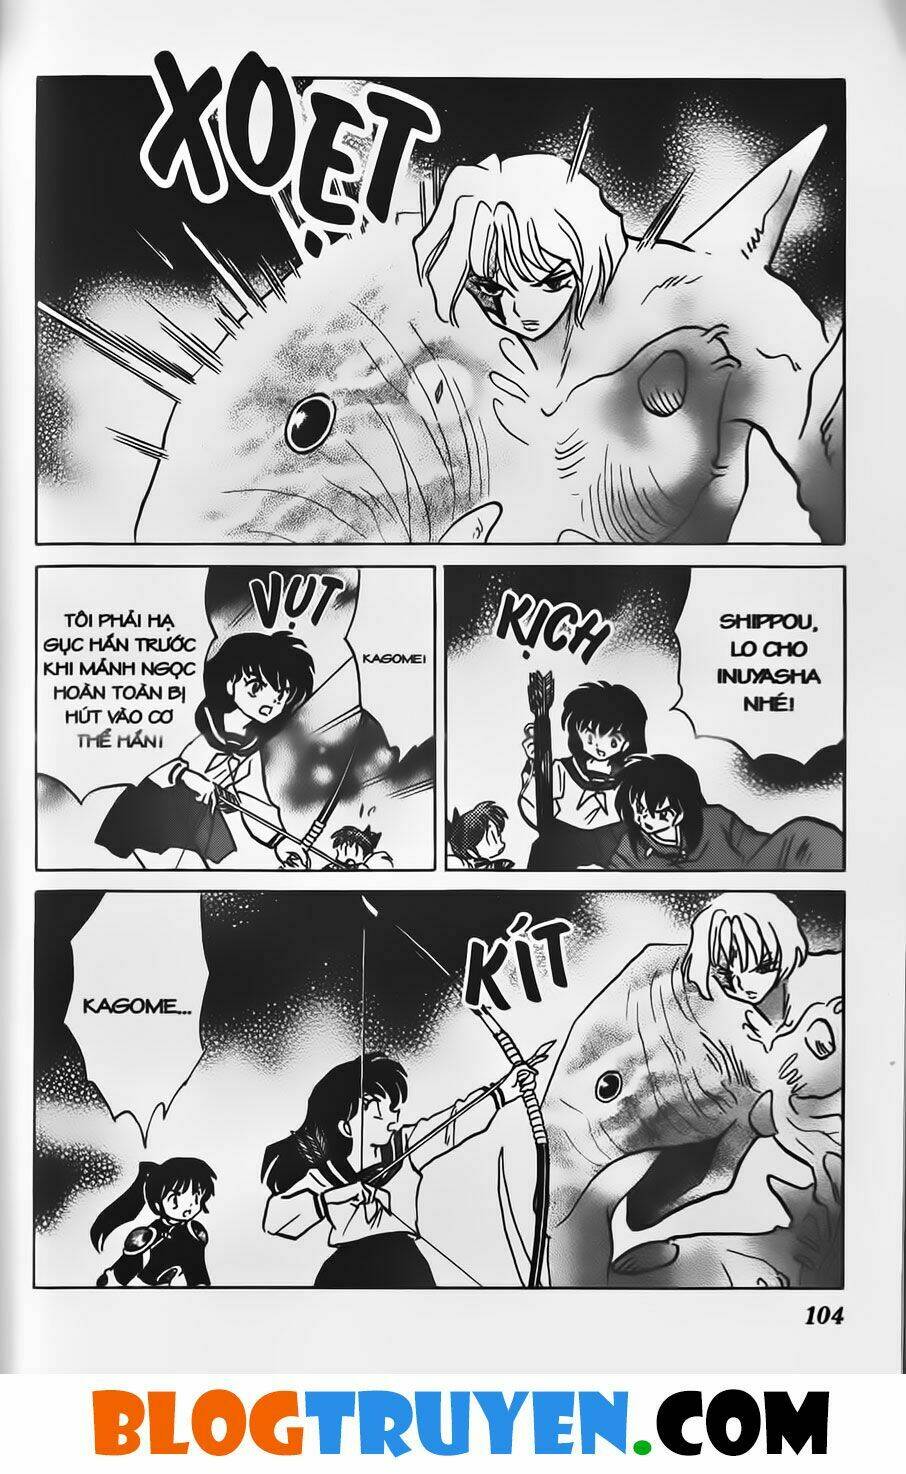 XOẸT
SHIPPOU,
LO CHO
INUYASHA
NHÉ!
KỊCH
KAGOME!
VỤT
TÔI PHẢI HẠ
GỤC HẮN TRƯỚC
KHI MẢNH NGỌC
HOÀN TOÀN BỊ
HÚT VÀO CƠ
THỂ HẮN!
KÍT
KAGOME...
104
BLOGTRUYEN.COM